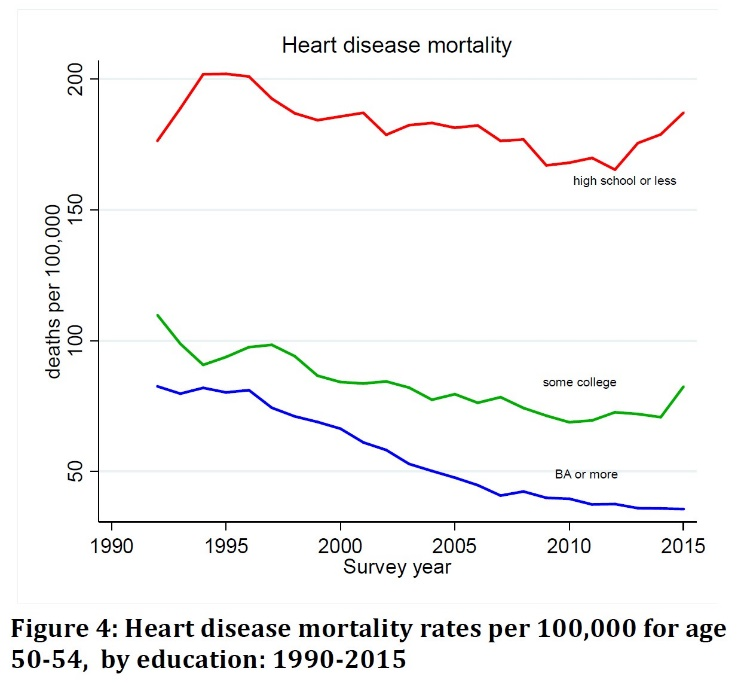 Heart disease mortality
200
150
100
50
deaths per 100,000
high school or less
some college
BA or more
1990 1995 2000 2005 2010 2015
Survey year
Figure 4: Heart disease mortality rates per 100,000 for age
50-54, by education: 1990-2015